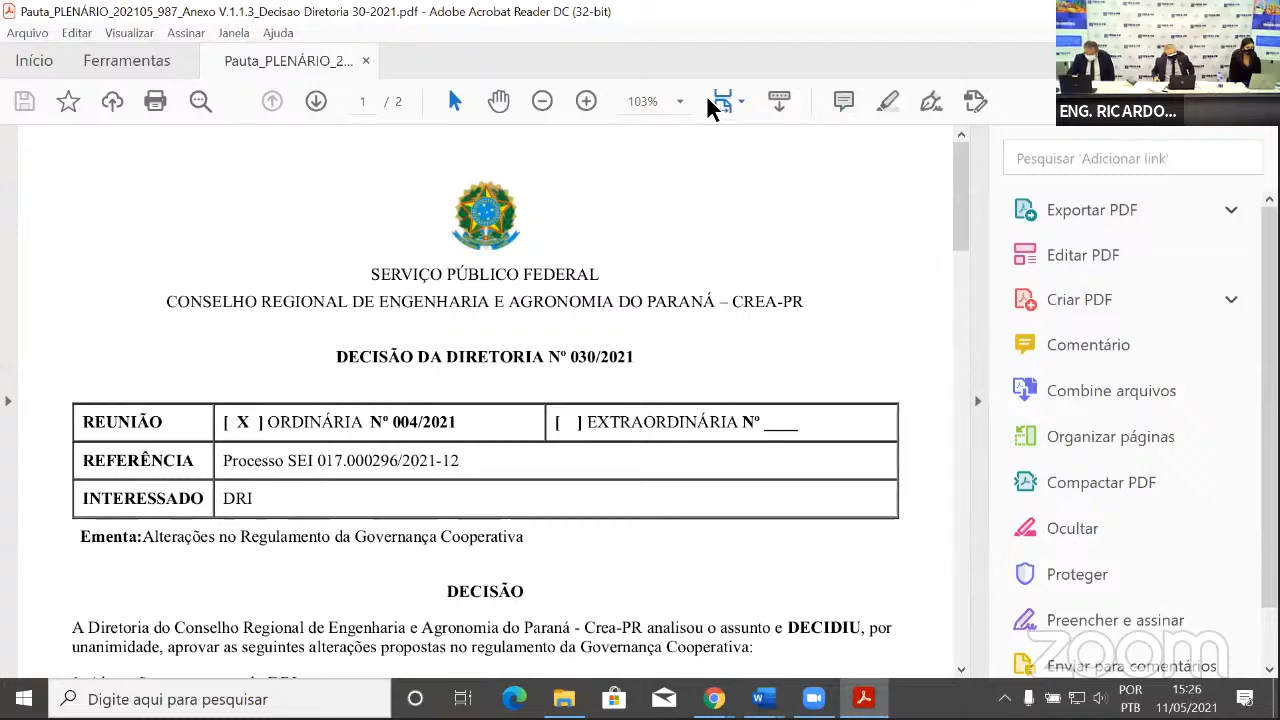 Pauta_PLENÁRIO_202105_987_Anexo V.1.1.3_Decisao Diretoria 30-2021.pdf - Adobe Acrobat Reader DC (32-bit)
Arquivo Editar Visualizar Assinar Janela Ajuda
Início Ferramentas Pauta_PLENÁRIO_2... ×
/ 2 103%
ENG. RICARDO...
Pesquisar 'Adicionar link'
SERVIÇO PÚBLICO FEDERAL
CONSELHO REGIONAL DE ENGENHARIA E AGRONOMIA DO PARANÁ – CREA-PR
DECISÃO DA DIRETORIA Nº 030/2021
REUNIÃO [ X ] ORDINÁRIA Nº 004/2021 [ ] EXTRAORDINÁRIA Nº ____
REFERÊNCIA Processo SEI 017.000296/2021-12
INTERESSADO DRI
Ementa:Alterações no Regulamento da Governança Cooperativa
DECISÃO
A Diretoria do Conselho Regional de Engenharia e Agronomia do Paraná - Crea-PR analisou o assunto e DECIDIU, por
unanimidade, aprovar as seguintes alterações propostas no regulamento da Governança Cooperativa:
Exportar PDF
Editar PDF
Criar PDF
Comentário
Combine arquivos
Organizar páginas
Compactar PDF
Ocultar
Proteger
Preencher e assinar
Enviar para comentários
zoom
Digite aqui para pesquisar
POR
PTB
15:26
11/05/2021